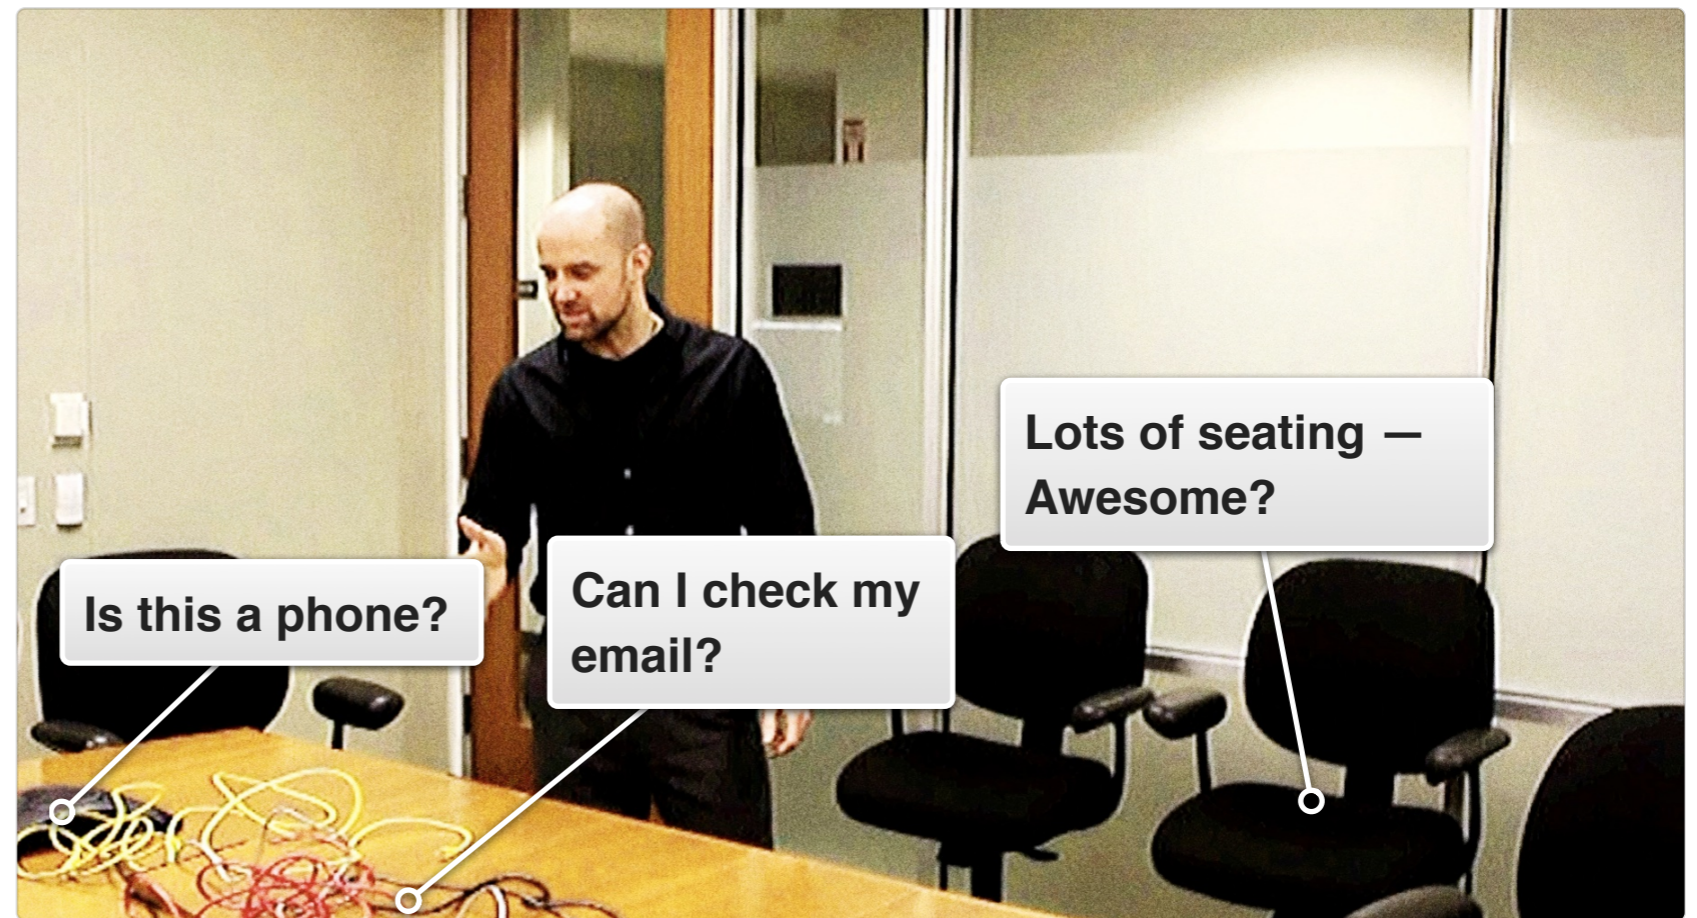 Lots of seating —
Awesome?
Is this a phone?
Can I check my
email?